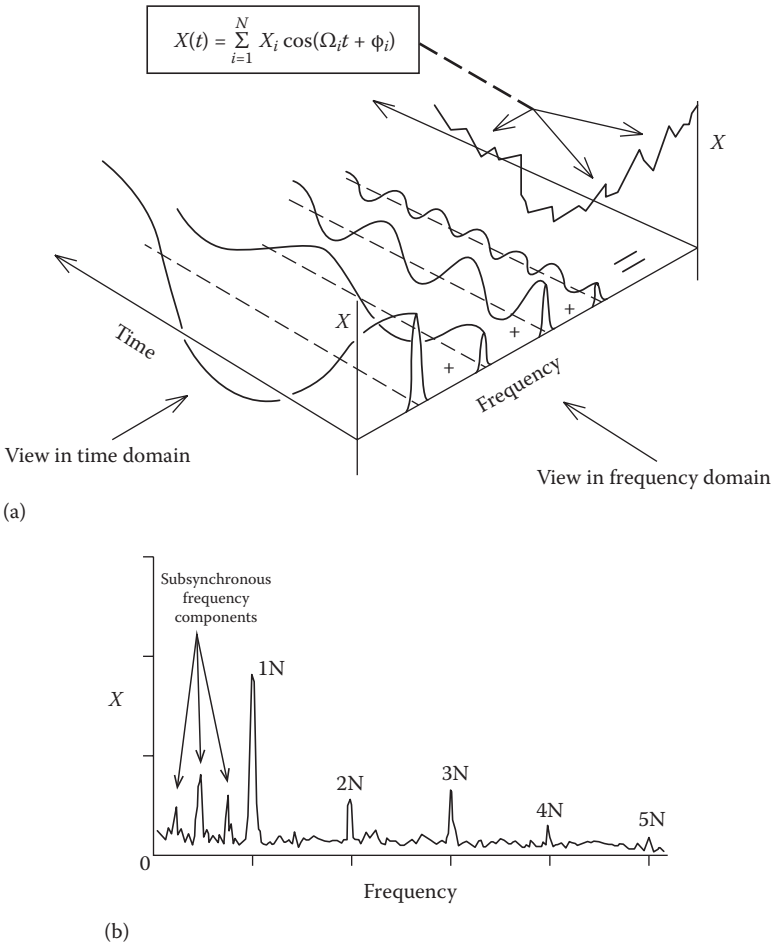 X(t) = Σ_{i=1}^{N} X_i cos(Ω_i t + ϕ_i)
X
X
Time
+
+
+
=
Frequency
View in time domain
View in frequency domain
(a)
Subsynchronous
frequency
components
1N
X
2N
3N
4N
5N
0
Frequency
(b)